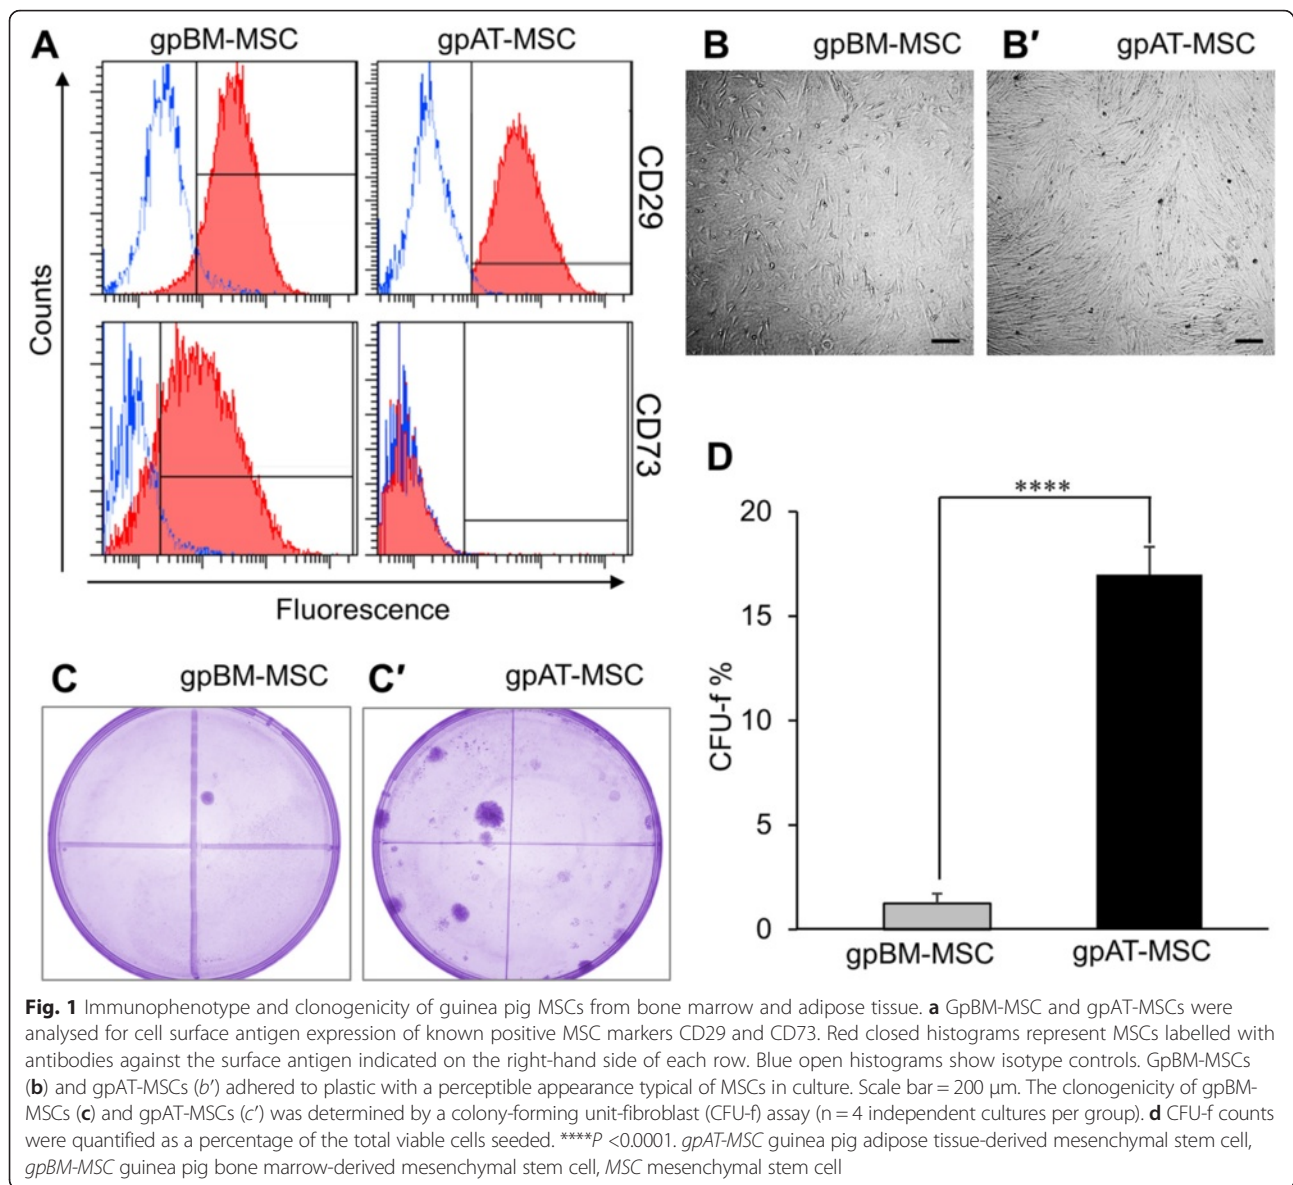 A
gpBM-MSC
gpAT-MSC
Counts
CD29
CD73
Fluorescence
B
gpBM-MSC
B′
gpAT-MSC
C
gpBM-MSC
C′
gpAT-MSC
D
****
20
15
10
5
0
CFU-f %
gpBM-MSC
gpAT-MSC
Fig. 1 Immunophenotype and clonogenicity of guinea pig MSCs from bone marrow and adipose tissue. a GpBM-MSC and gpAT-MSCs were
analysed for cell surface antigen expression of known positive MSC markers CD29 and CD73. Red closed histograms represent MSCs labelled with
antibodies against the surface antigen indicated on the right-hand side of each row. Blue open histograms show isotype controls. GpBM-MSCs
(b) and gpAT-MSCs (b′) adhered to plastic with a perceptible appearance typical of MSCs in culture. Scale bar = 200 μm. The clonogenicity of gpBM-
MSCs (c) and gpAT-MSCs (c′) was determined by a colony-forming unit-fibroblast (CFU-f) assay (n = 4 independent cultures per group). d CFU-f counts
were quantified as a percentage of the total viable cells seeded. ****P <0.0001. gpAT-MSC guinea pig adipose tissue-derived mesenchymal stem cell,
gpBM-MSC guinea pig bone marrow-derived mesenchymal stem cell, MSC mesenchymal stem cell